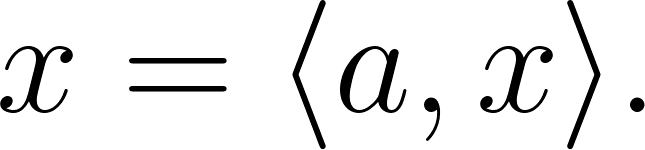 x = ⟨a, x⟩.